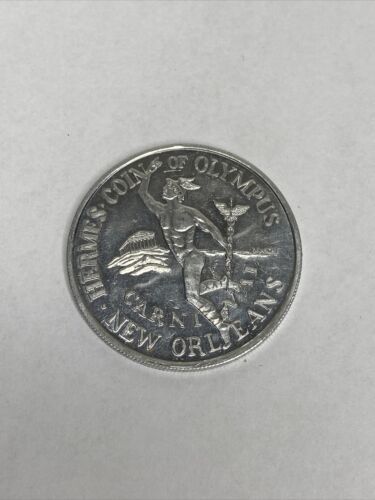 HERMES · COIN OF OLYMPUS
CARNIVAL
NEW ORLEANS